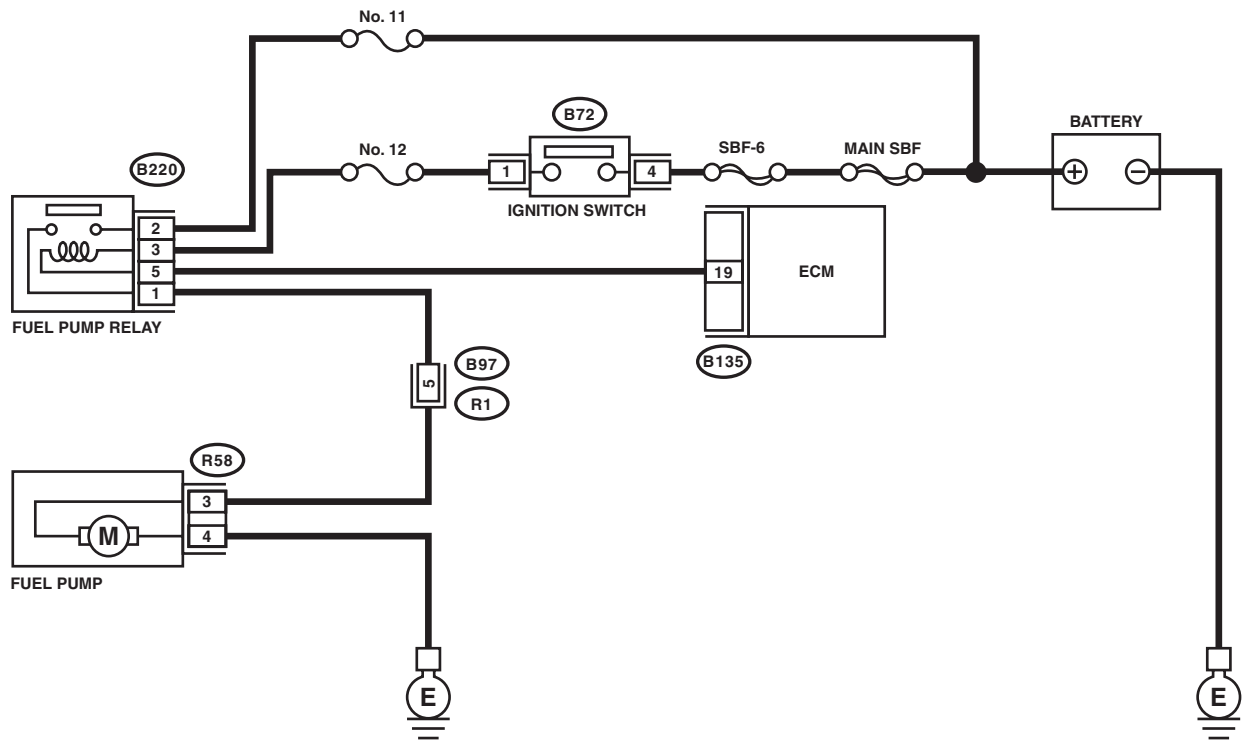 No. 11
B72
BATTERY
SBF-6
MAIN SBF
No. 12
B220
1
4
+
−
IGNITION SWITCH
2
3
5
1
19
ECM
FUEL PUMP RELAY
B97
B135
5
R1
R58
3
M
4
FUEL PUMP
E
E